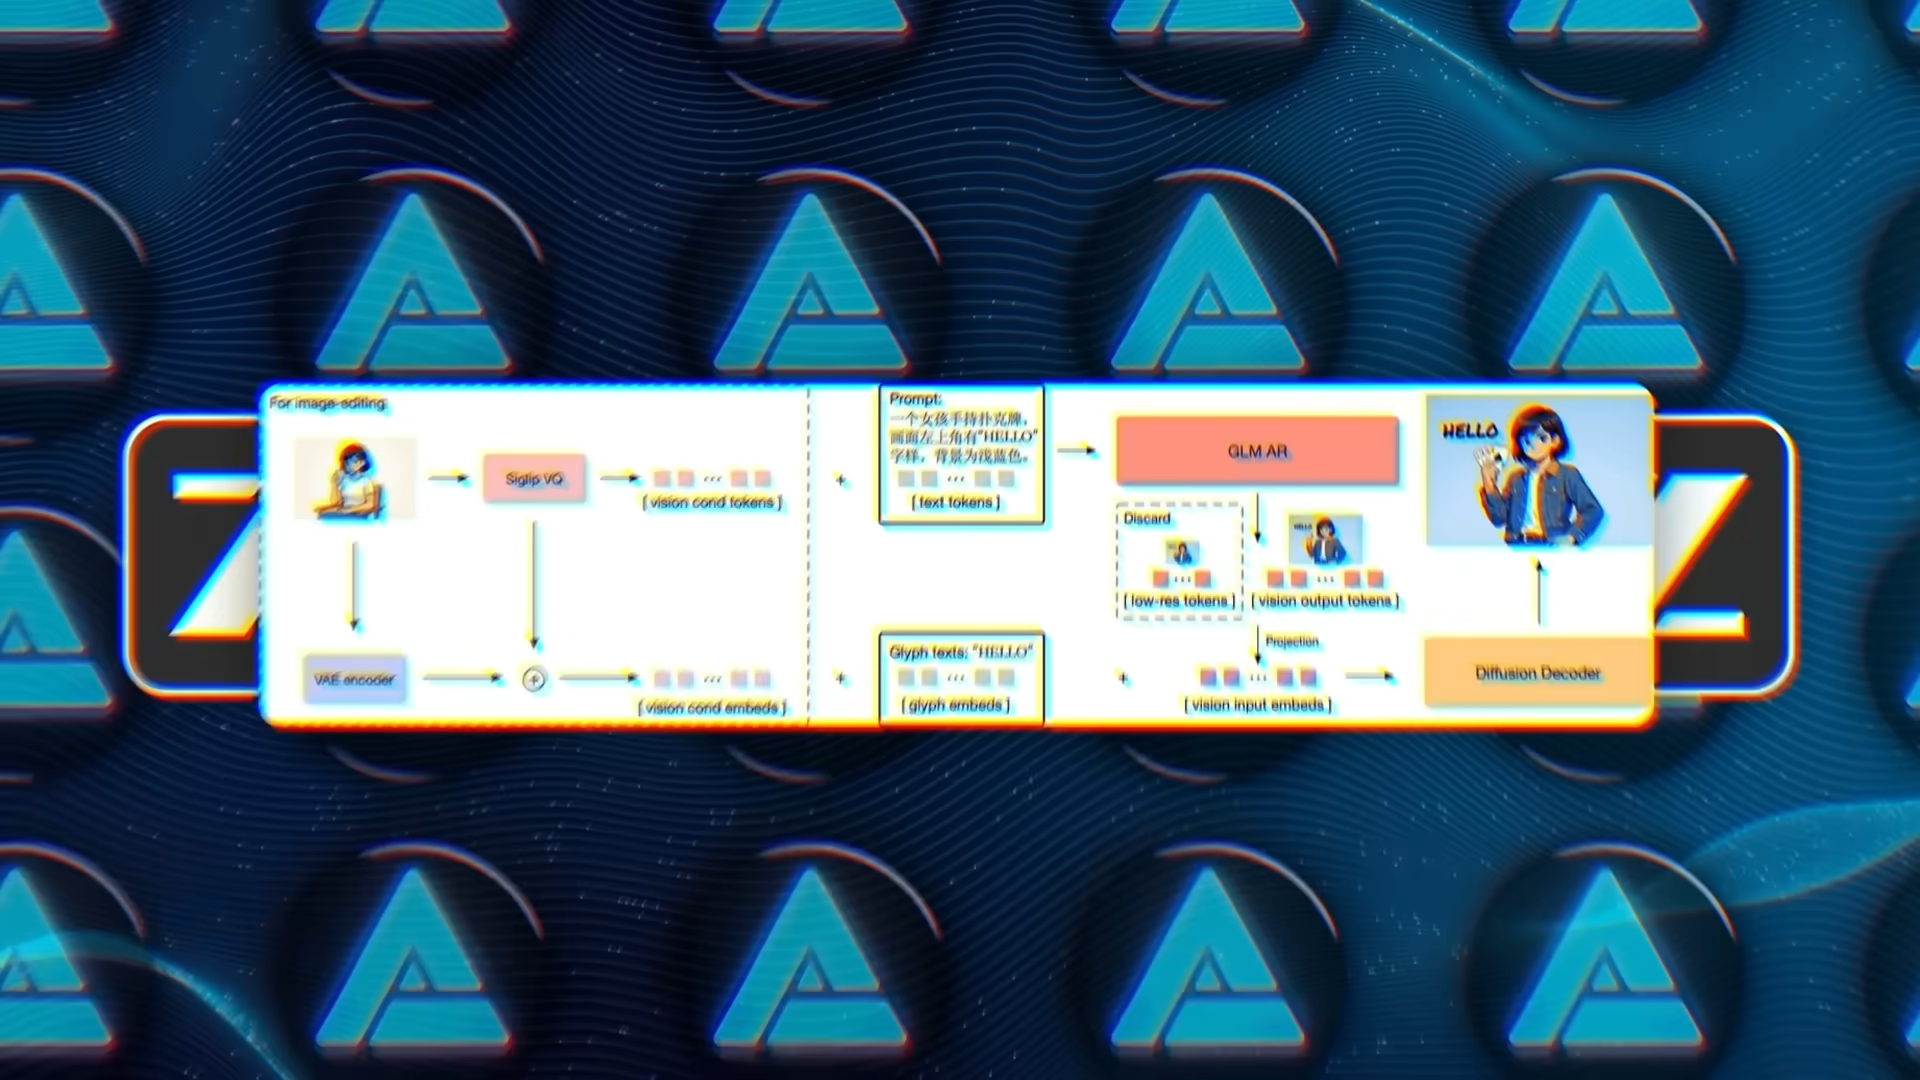 For image-editing
Siglip VQ
[ vision cond tokens ]
VAE encoder
[ vision cond embeds ]
Prompt:
一个女孩手持扑克牌，
画面左上角有"HELLO"
字样，背景为浅蓝色。
[ text tokens ]
Glyph texts: "HELLO"
[ glyph embeds ]
GLM AR
Discard
[ low-res tokens ]
HELLO
[ vision output tokens ]
Projection
[ vision input embeds ]
HELLO
Diffusion Decoder